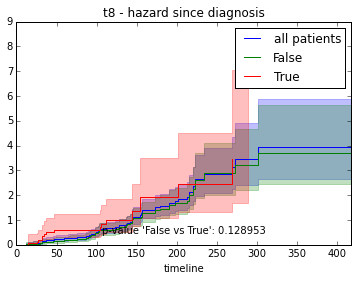 t8 - hazard since diagnosis
9
8
7
6
5
4
3
2
1
0
all patients
False
True
p-value 'False vs True': 0.128953
0 50 100 150 200 250 300 350 400
timeline